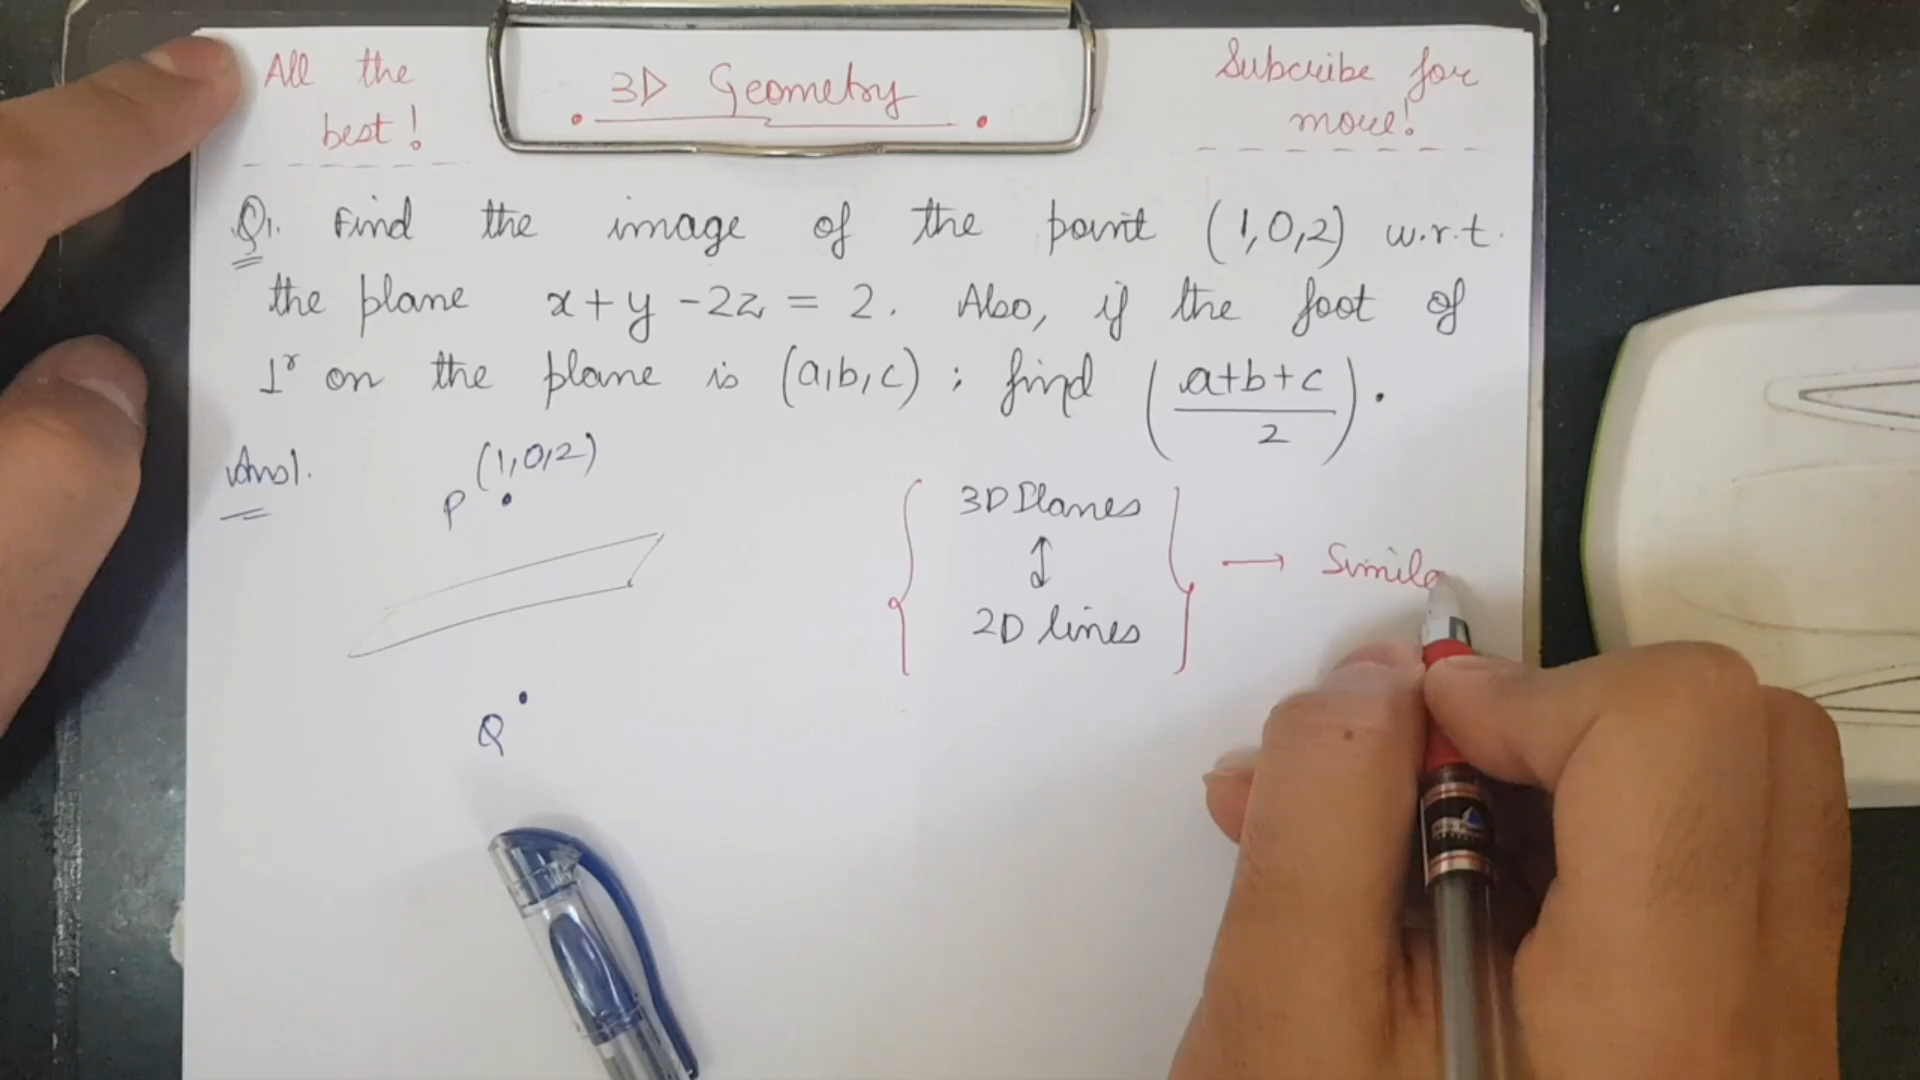 All the
best!
3D Geometry
Subscribe for
more!
Q1. Find the image of the point (1,0,2) w.r.t.
the plane x+y-2z = 2. Also, if the foot of
⊥r on the plane is (a,b,c) ; find (a+b+c/2).
Ans1.
(1,0,2)
P
3D Planes
↕
2D lines
→ Simila
Q